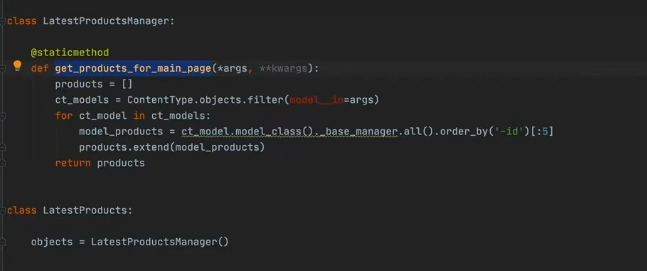 class LatestProductsManager:
@staticmethod
def get_products_for_main_page(*args, **kwargs):
products = []
ct_models = ContentType.objects.filter(model__in=args)
for ct_model in ct_models:
model_products = ct_model.model_class()._base_manager.all().order_by('-id')[:5]
products.extend(model_products)
return products
class LatestProducts:
objects = LatestProductsManager()